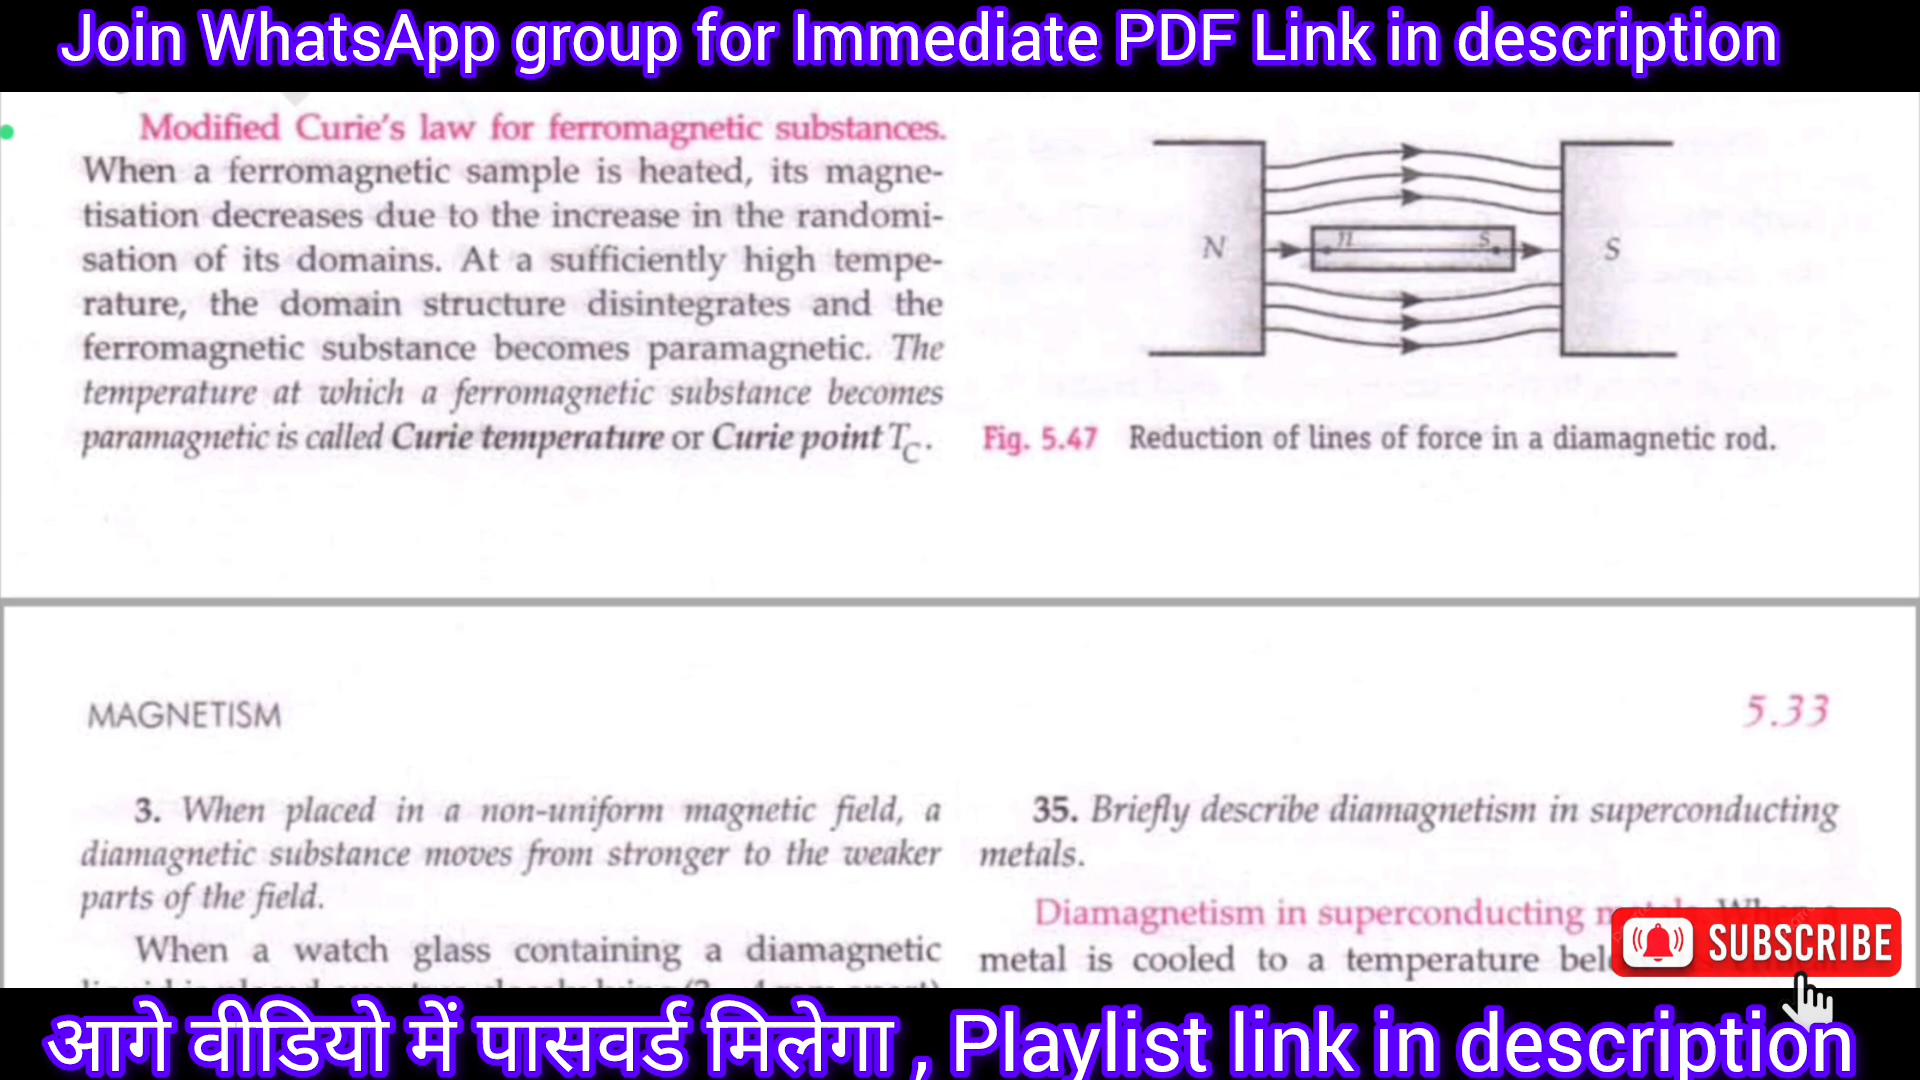 Join WhatsApp group for Immediate PDF Link in description
Modified Curie's law for ferromagnetic substances.
When a ferromagnetic sample is heated, its magne-
tisation decreases due to the increase in the randomi-
sation of its domains. At a sufficiently high tempe-
rature, the domain structure disintegrates and the
ferromagnetic substance becomes paramagnetic. The
temperature at which a ferromagnetic substance becomes
paramagnetic is called Curie temperature or Curie point T_C.
N n s S
Fig. 5.47 Reduction of lines of force in a diamagnetic rod.
MAGNETISM
5.33
3. When placed in a non-uniform magnetic field, a
diamagnetic substance moves from stronger to the weaker
parts of the field.
When a watch glass containing a diamagnetic
35. Briefly describe diamagnetism in superconducting
metals.
Diamagnetism in superconducting metals. When a
metal is cooled to a temperature
SUBSCRIBE
आगे वीडियो में पासवर्ड मिलेगा , Playlist link in description